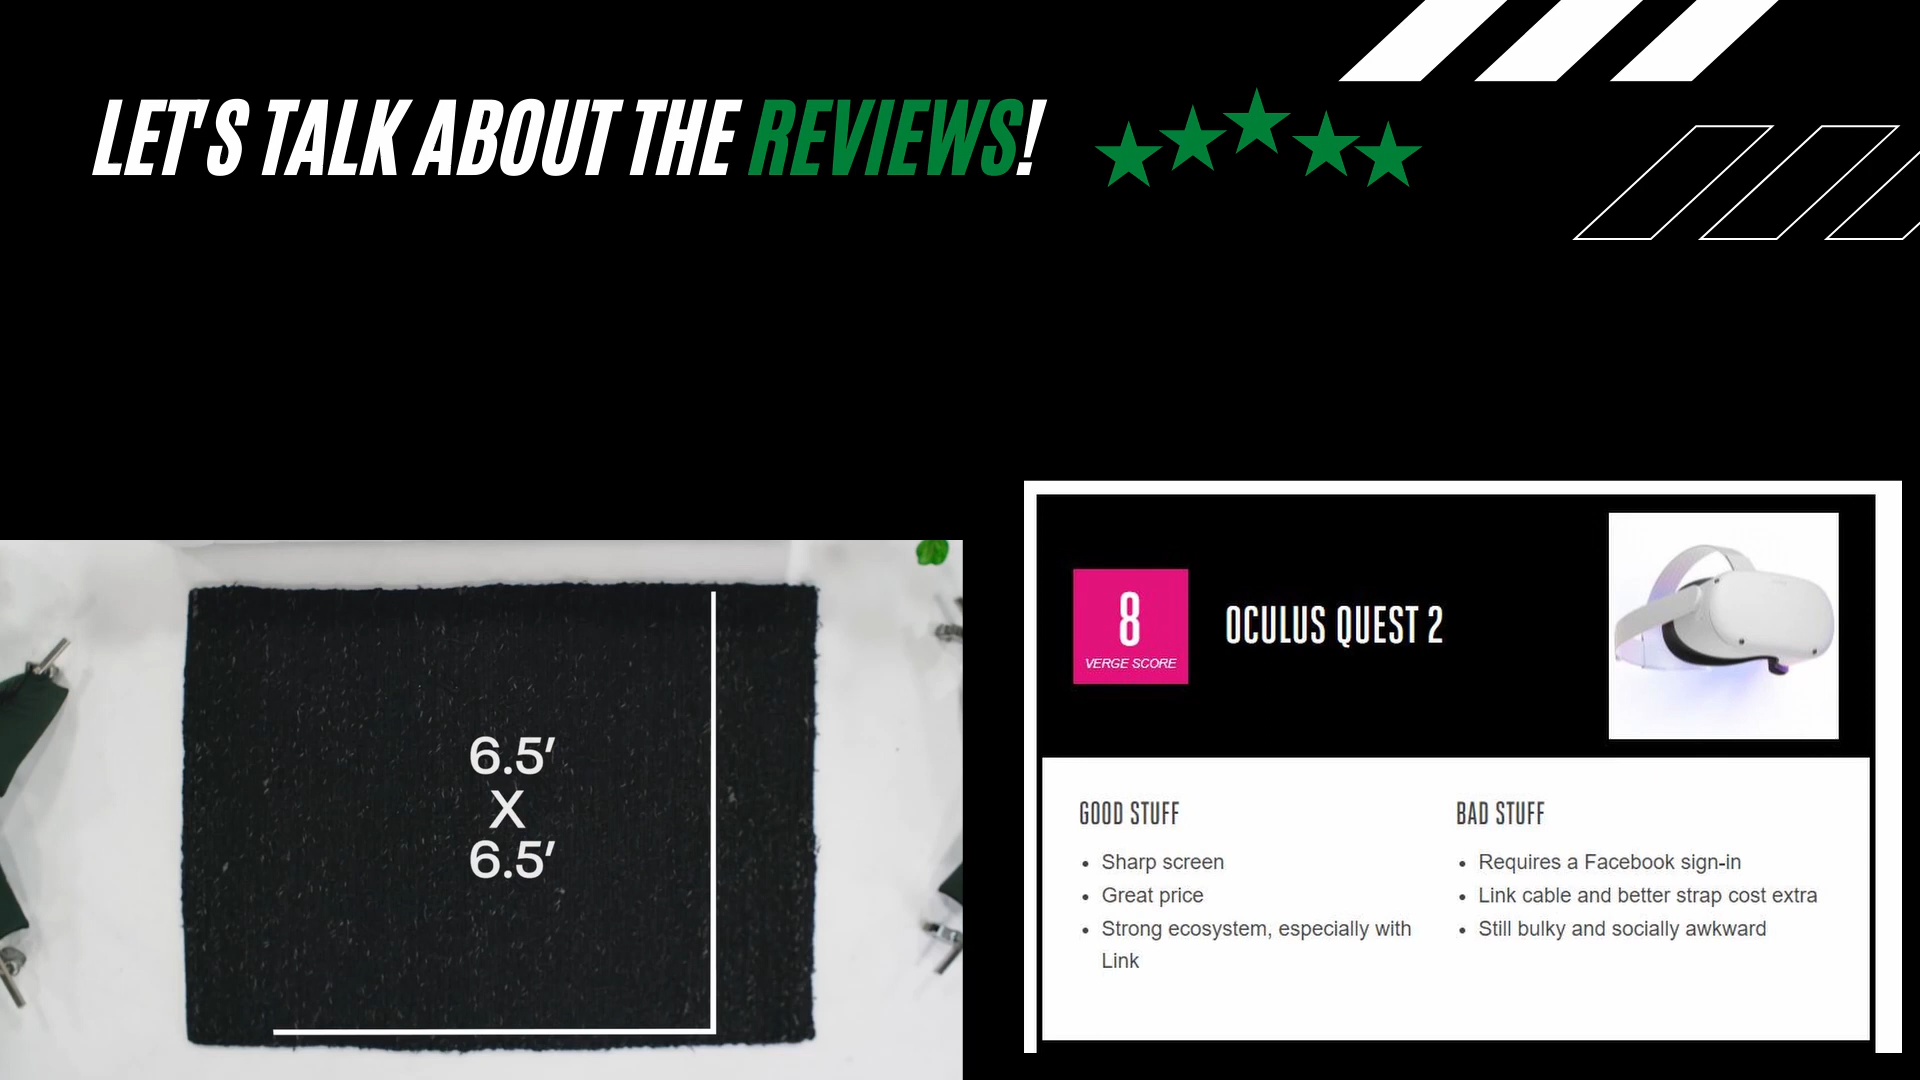 LET'S TALK ABOUT THE REVIEWS!
6.5'
X
6.5'
8
VERGE SCORE
OCULUS QUEST 2
GOOD STUFF
• Sharp screen
• Great price
• Strong ecosystem, especially with
Link
BAD STUFF
• Requires a Facebook sign-in
• Link cable and better strap cost extra
• Still bulky and socially awkward